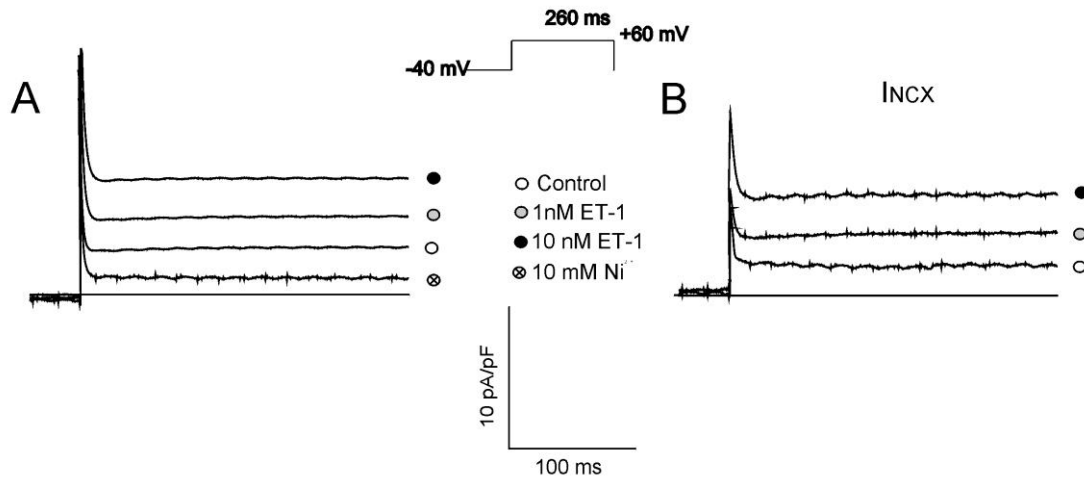 260 ms
-40 mV
+60 mV
A
B
INCX
Control
1nM ET-1
10 nM ET-1
10 mM Ni
10 pA/pF
100 ms